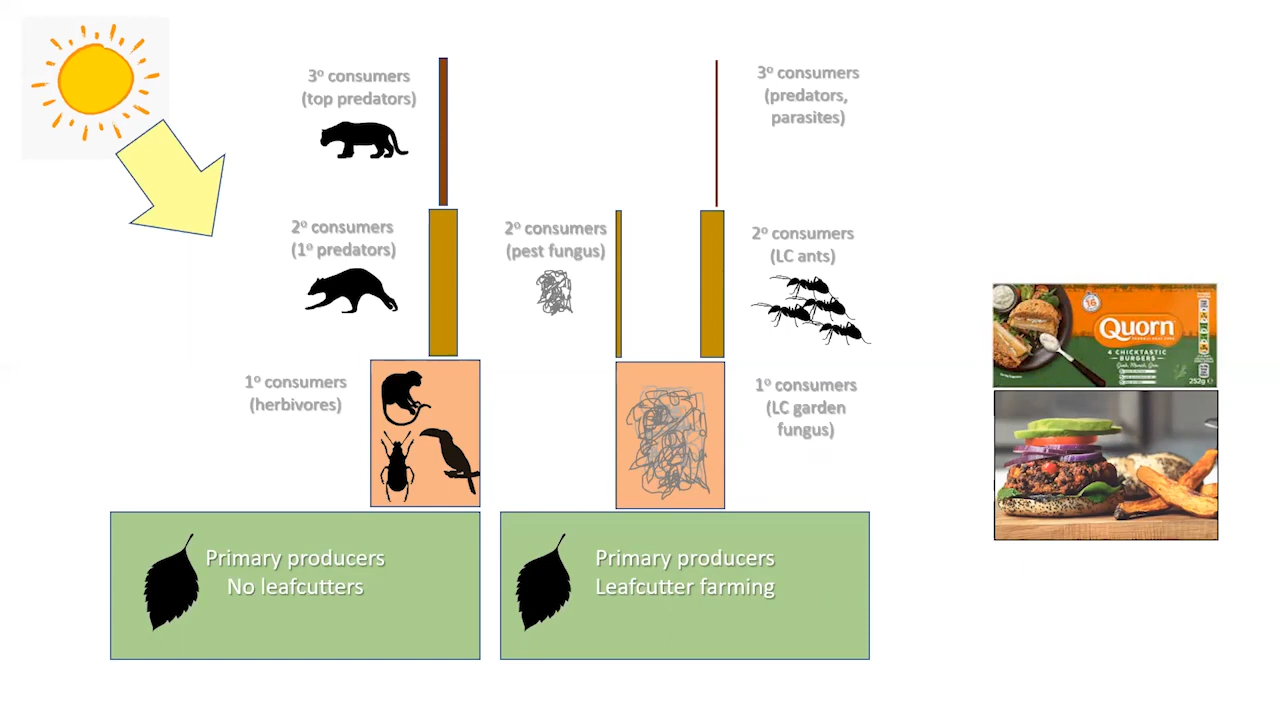 3º consumers
(top predators)
3º consumers
(predators,
parasites)
2º consumers
(1º predators)
2º consumers
(pest fungus)
2º consumers
(LC ants)
1º consumers
(herbivores)
1º consumers
(LC garden
fungus)
Primary producers
No leafcutters
Primary producers
Leafcutter farming
Quorn
4 CHICKTASTIC
BURGERS
252g